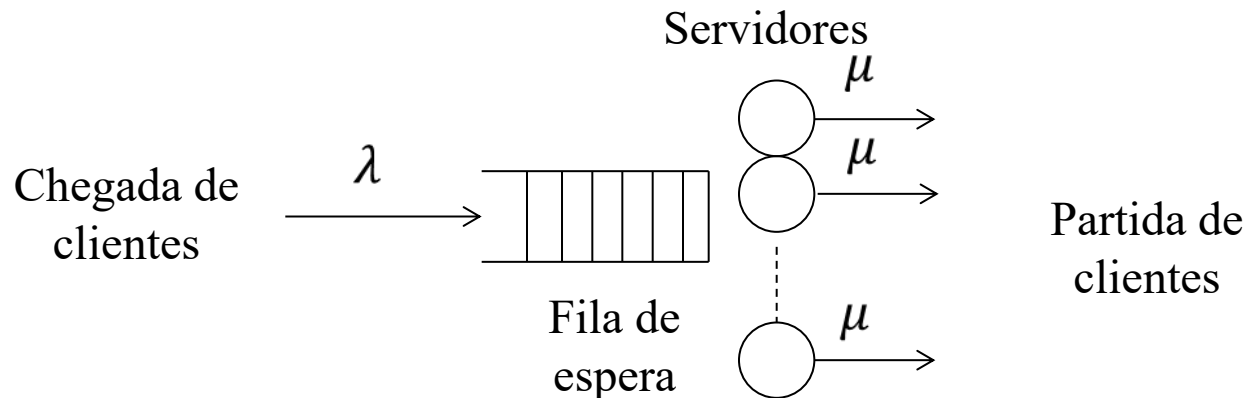 Servidores
μ
μ
λ
Chegada de
clientes
Partida de
clientes
Fila de
espera
μ